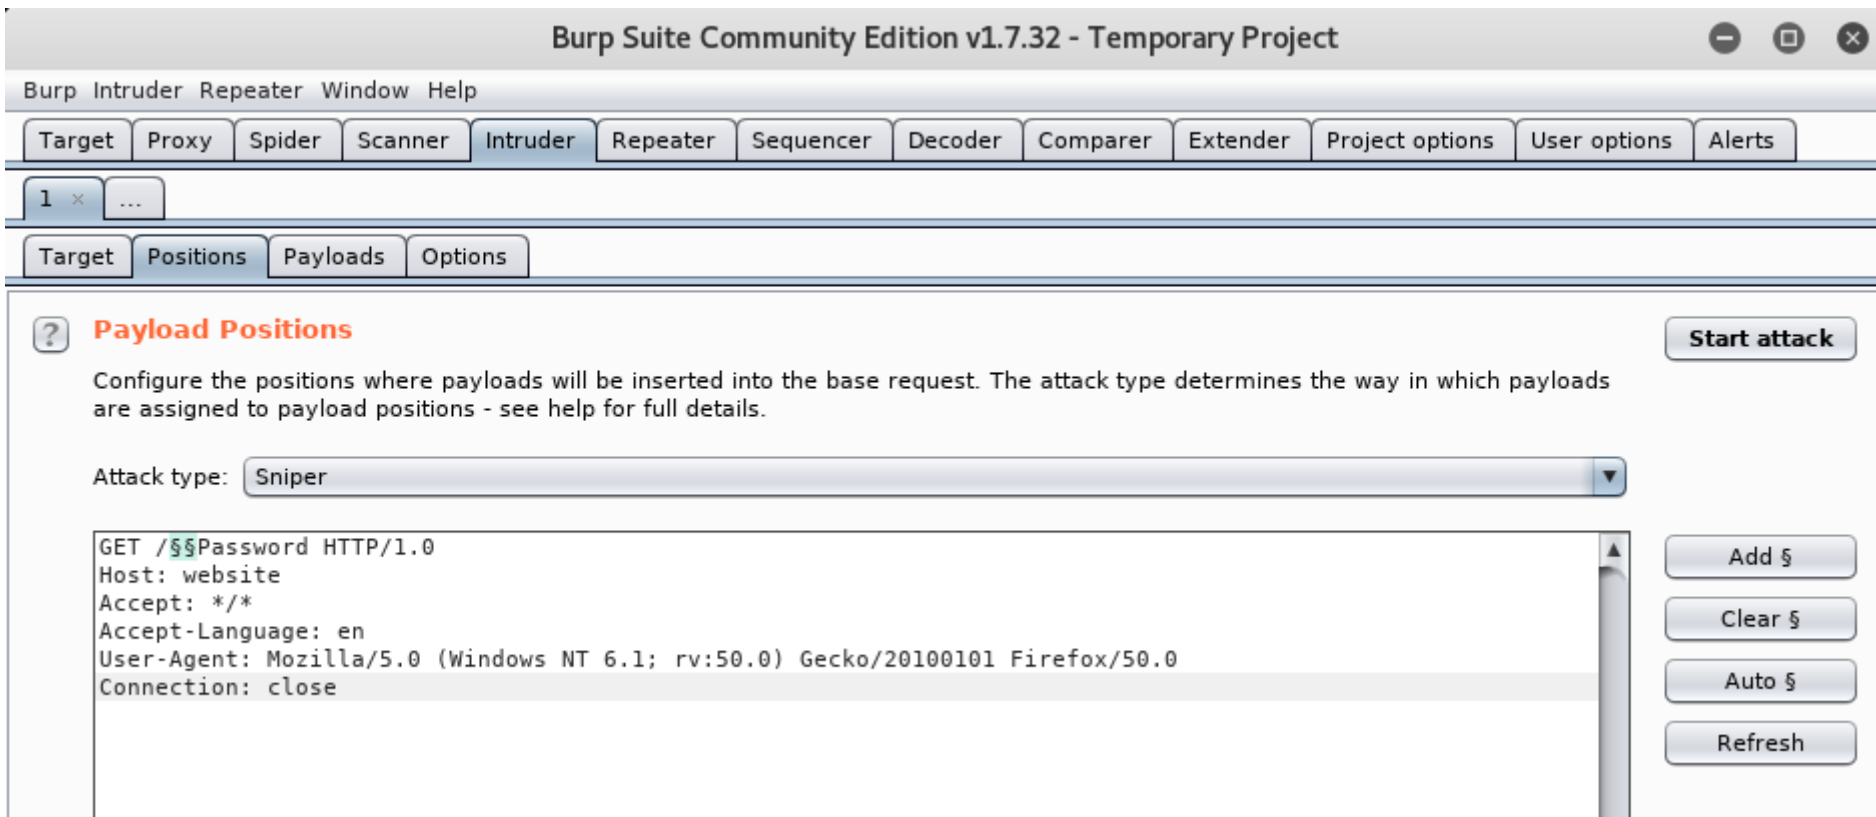 Burp Suite Community Edition v1.7.32 - Temporary Project
Burp Intruder Repeater Window Help
Target Proxy Spider Scanner Intruder Repeater Sequencer Decoder Comparer Extender Project options User options Alerts
1 × ...
Target Positions Payloads Options
? Payload Positions
Start attack
Configure the positions where payloads will be inserted into the base request. The attack type determines the way in which payloads
are assigned to payload positions - see help for full details.
Attack type: Sniper
GET /§§Password HTTP/1.0
Host: website
Accept: */*
Accept-Language: en
User-Agent: Mozilla/5.0 (Windows NT 6.1; rv:50.0) Gecko/20100101 Firefox/50.0
Connection: close
Add §
Clear §
Auto §
Refresh